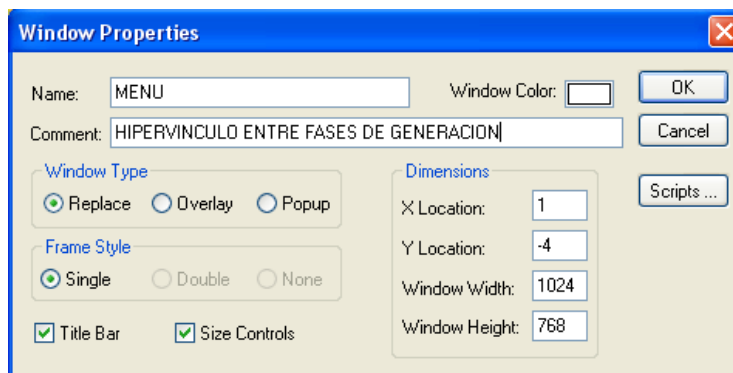 Window Properties
Name: MENU Window Color: OK
Comment: HIPERVINCULO ENTRE FASES DE GENERACION Cancel
Window Type Dimensions Scripts ...
Replace Overlay Popup X Location: 1
Frame Style Y Location: -4
Single Double None Window Width: 1024
Title Bar Size Controls Window Height: 768